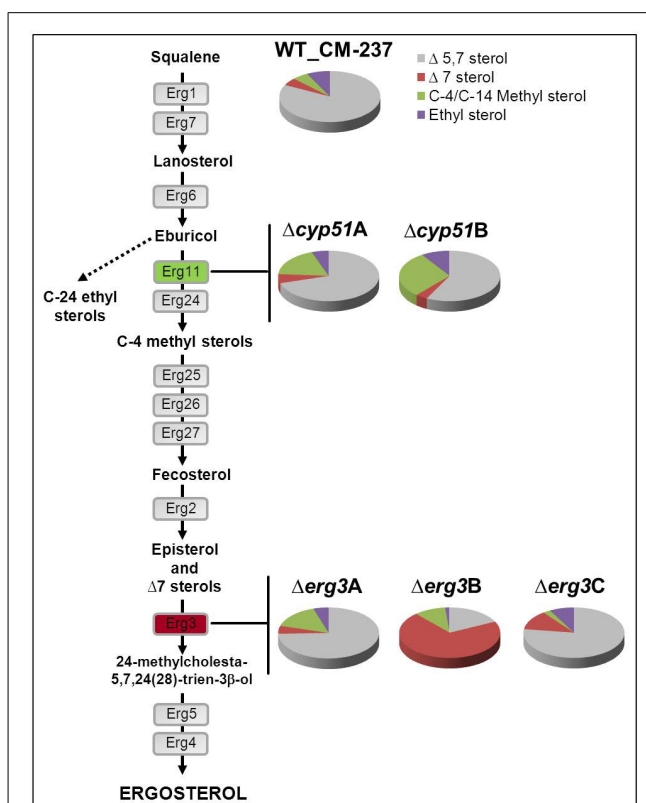 WT_CM-237
Δ 5,7 sterol
Δ 7 sterol
C-4/C-14 Methyl sterol
Ethyl sterol
Squalene
Erg1
Erg7
Lanosterol
Erg6
Eburicol
Erg11
Erg24
C-24 ethyl
sterols
Δcyp51A
Δcyp51B
C-4 methyl sterols
Erg25
Erg26
Erg27
Fecosterol
Erg2
Episterol
and
Δ7 sterols
Erg3
Δerg3A
Δerg3B
Δerg3C
24-methylcholesta-
5,7,24(28)-trien-3β-ol
Erg5
Erg4
ERGOSTEROL